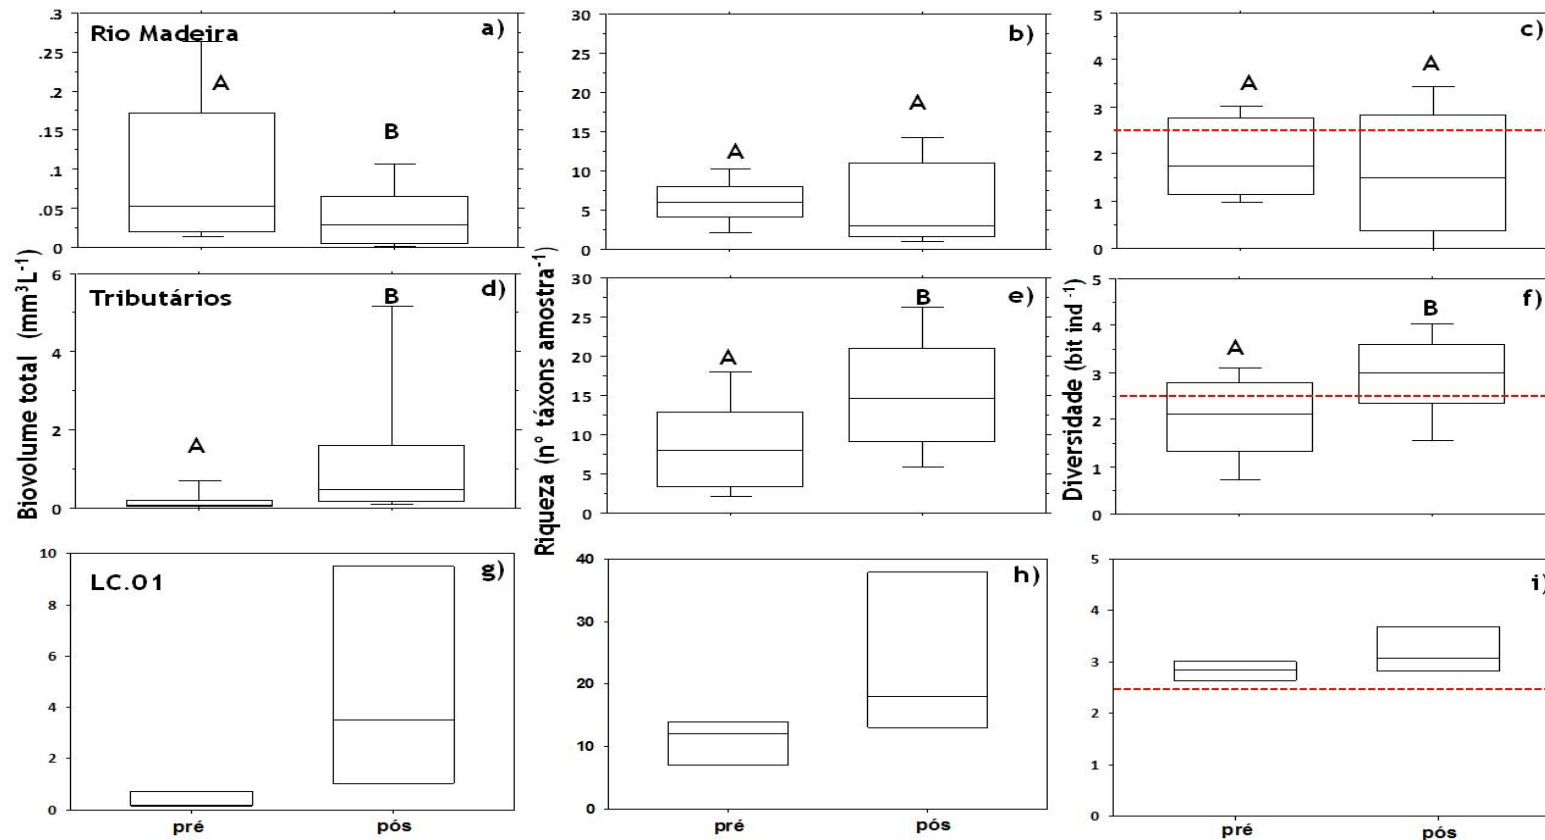 Biovolume total (mm³L⁻¹)
Rio Madeira
a)
.3
.25
.2
.15
.1
.05
0
A
B
Riqueza (n° táxons amostra⁻¹)
b)
30
25
20
15
10
5
0
A
A
Diversidade (bit ind ⁻¹)
c)
5
4
3
2
1
0
A
A
Tributários
d)
6
4
2
0
A
B
e)
30
25
20
15
10
5
0
A
B
f)
5
4
3
2
1
0
A
B
LC.01
g)
10
8
6
4
2
0
pré
pós
h)
40
30
20
10
0
pré
pós
i)
5
4
3
2
1
0
pré
pós